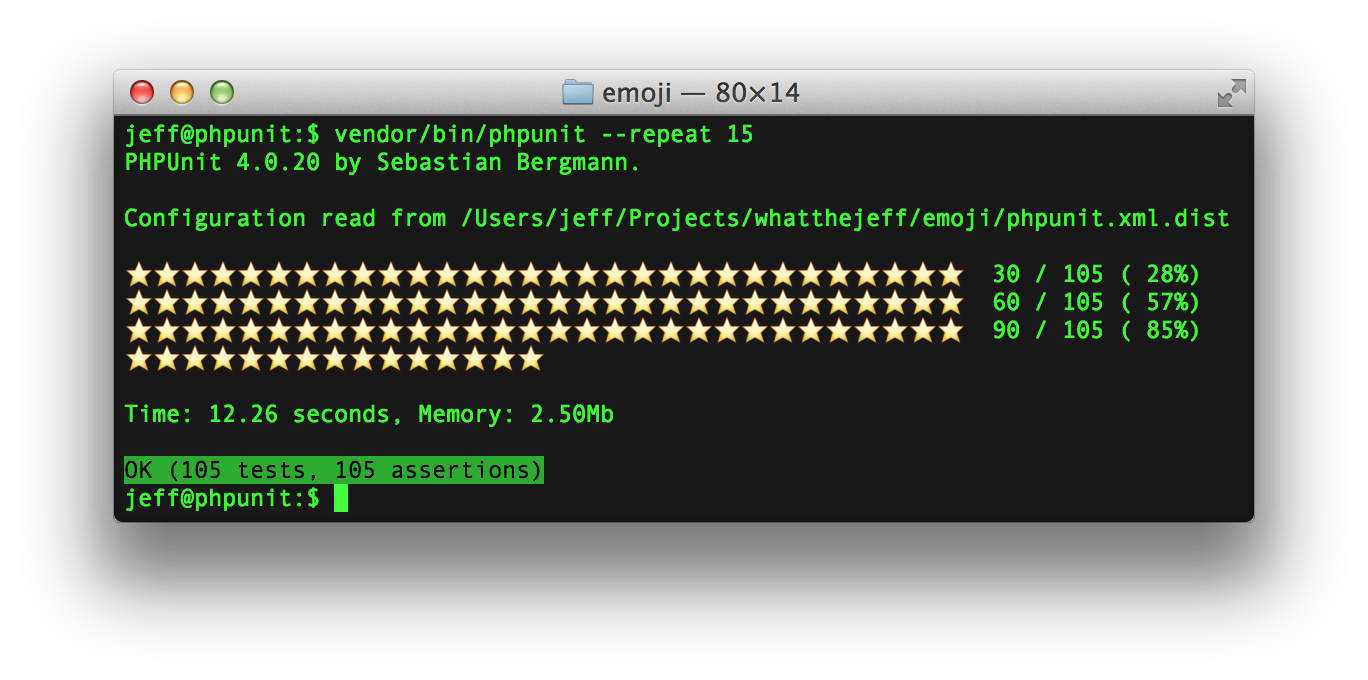 emoji — 80×14
jeff@phpunit:$ vendor/bin/phpunit --repeat 15
PHPUnit 4.0.20 by Sebastian Bergmann.
Configuration read from /Users/jeff/Projects/whatthejeff/emoji/phpunit.xml.dist
⭐⭐⭐⭐⭐⭐⭐⭐⭐⭐⭐⭐⭐⭐⭐⭐⭐⭐⭐⭐⭐⭐⭐⭐⭐⭐⭐⭐⭐⭐ 30 / 105 ( 28%)
⭐⭐⭐⭐⭐⭐⭐⭐⭐⭐⭐⭐⭐⭐⭐⭐⭐⭐⭐⭐⭐⭐⭐⭐⭐⭐⭐⭐⭐⭐ 60 / 105 ( 57%)
⭐⭐⭐⭐⭐⭐⭐⭐⭐⭐⭐⭐⭐⭐⭐⭐⭐⭐⭐⭐⭐⭐⭐⭐⭐⭐⭐⭐⭐⭐ 90 / 105 ( 85%)
⭐⭐⭐⭐⭐⭐⭐⭐⭐⭐⭐⭐⭐⭐⭐
Time: 12.26 seconds, Memory: 2.50Mb
OK (105 tests, 105 assertions)
jeff@phpunit:$